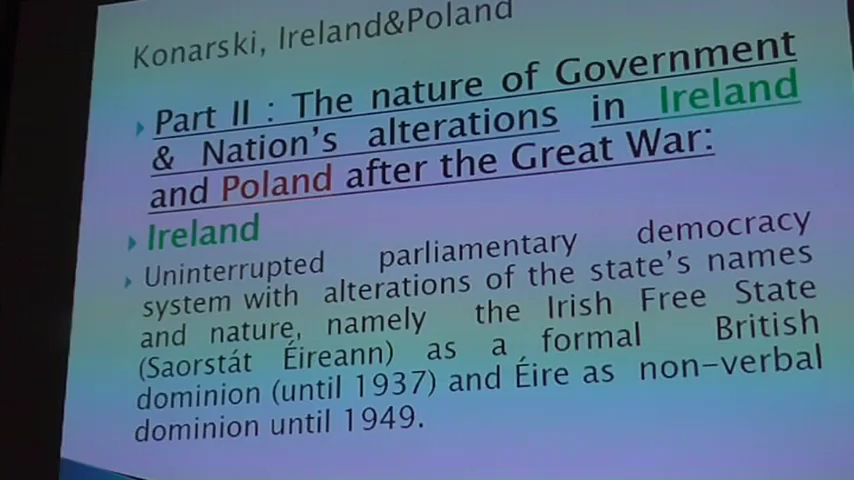 Konarski, Ireland&Poland
Part II : The nature of Government
& Nation's alterations in Ireland
and Poland after the Great War:
Ireland
Uninterrupted parliamentary democracy
system with alterations of the state's names
and nature, namely the Irish Free State
(Saorstát Éireann) as a formal British
dominion (until 1937) and Éire as non-verbal
dominion until 1949.